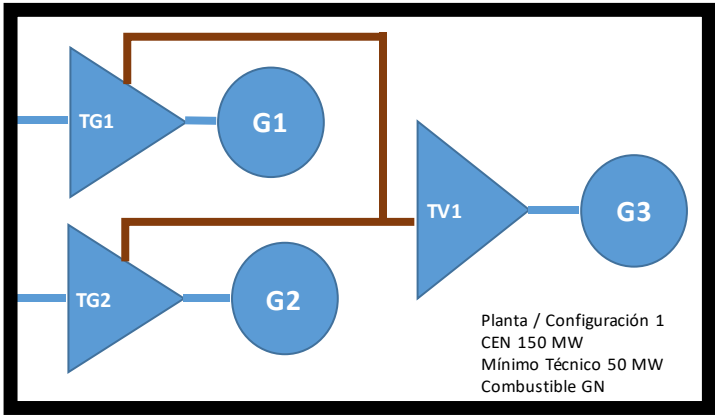 TG1
G1
TV1
G3
TG2
G2
Planta / Configuración 1
CEN 150 MW
Mínimo Técnico 50 MW
Combustible GN